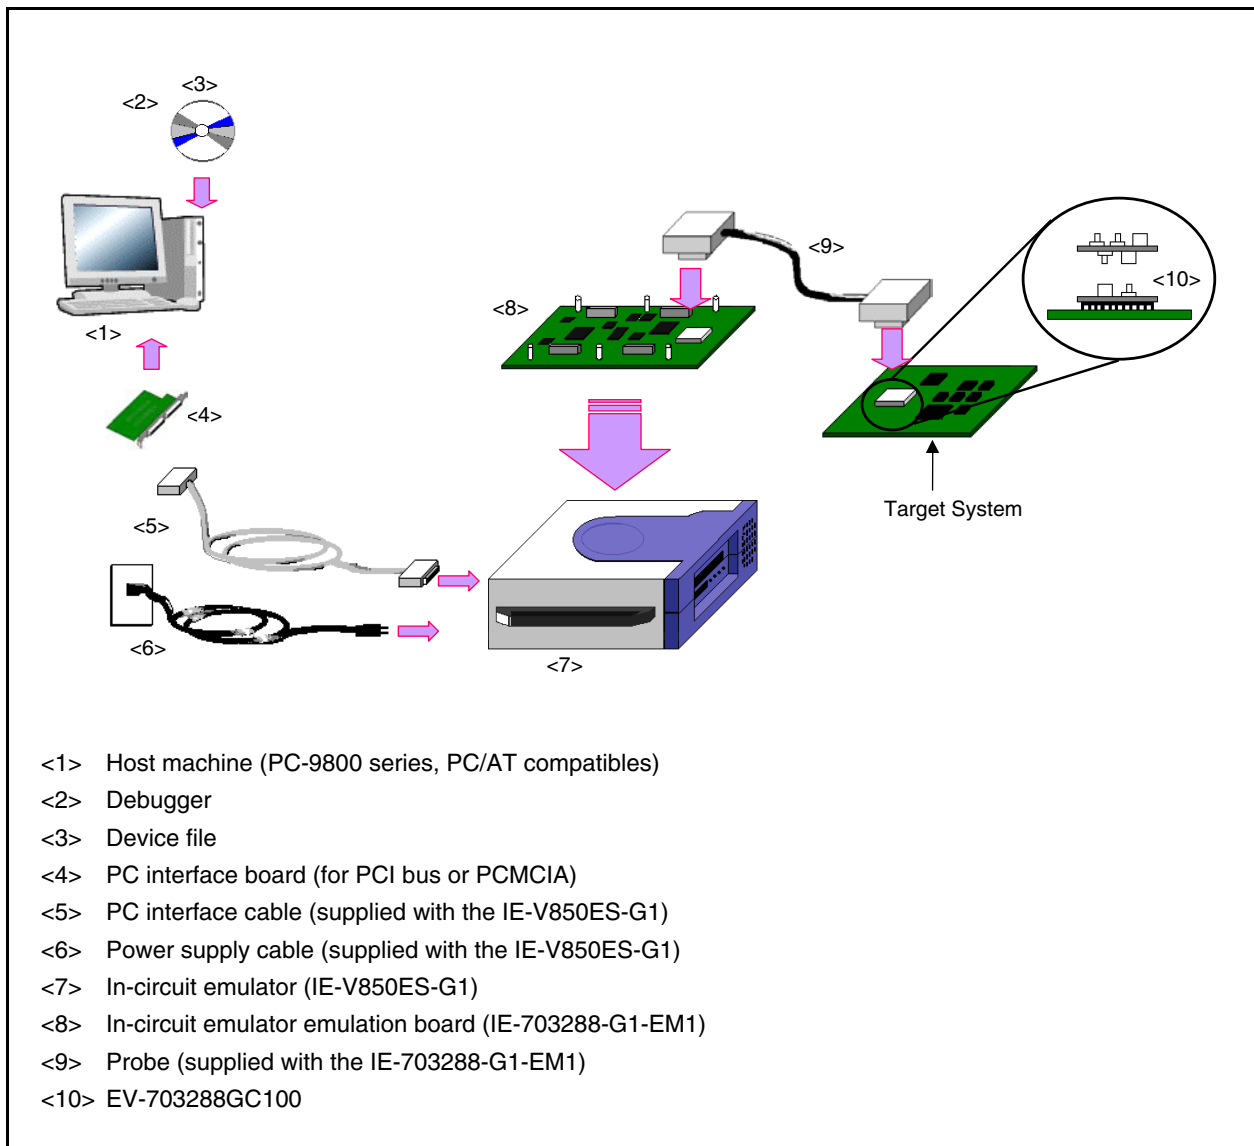 <3>
<2>
<1>
<4>
<5>
<6>
<7>
<8>
<9>
<10>
Target System
<1> Host machine (PC-9800 series, PC/AT compatibles)
<2> Debugger
<3> Device file
<4> PC interface board (for PCI bus or PCMCIA)
<5> PC interface cable (supplied with the IE-V850ES-G1)
<6> Power supply cable (supplied with the IE-V850ES-G1)
<7> In-circuit emulator (IE-V850ES-G1)
<8> In-circuit emulator emulation board (IE-703288-G1-EM1)
<9> Probe (supplied with the IE-703288-G1-EM1)
<10> EV-703288GC100